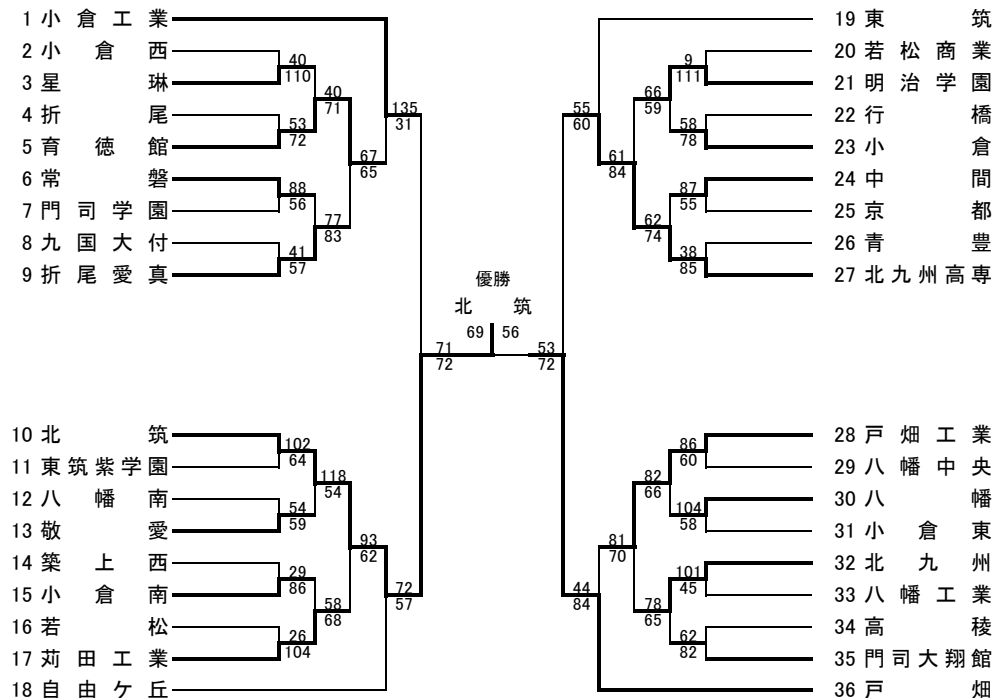 1 小倉工業
2 小倉西
3 星琳
4 折尾
5 育徳館
6 常磐
7 門司学園
8 九国大付
9 折尾愛真
40
110
53
72
88
56
41
57
40
71
77
83
67
65
135
31
19 東筑
20 若松商業
21 明治学園
22 行橋
23 小倉
24 中間
25 京都
26 青豊
27 北九州高専
9
111
58
78
87
55
38
85
66
59
62
74
61
84
55
60
優勝
北筑
69 56
71
72
53
72
10 北筑
11 東筑紫学園
12 八幡南
13 敬愛
14 築上西
15 小倉南
16 若松
17 苅田工業
18 自由ケ丘
102
64
54
59
29
86
26
104
118
54
58
68
93
62
72
57
28 戸畑工業
29 八幡中央
30 八幡
31 小倉東
32 北九州
33 八幡工業
34 高稜
35 門司大翔館
36 戸畑
86
60
104
58
101
45
62
82
82
66
78
65
81
70
44
84